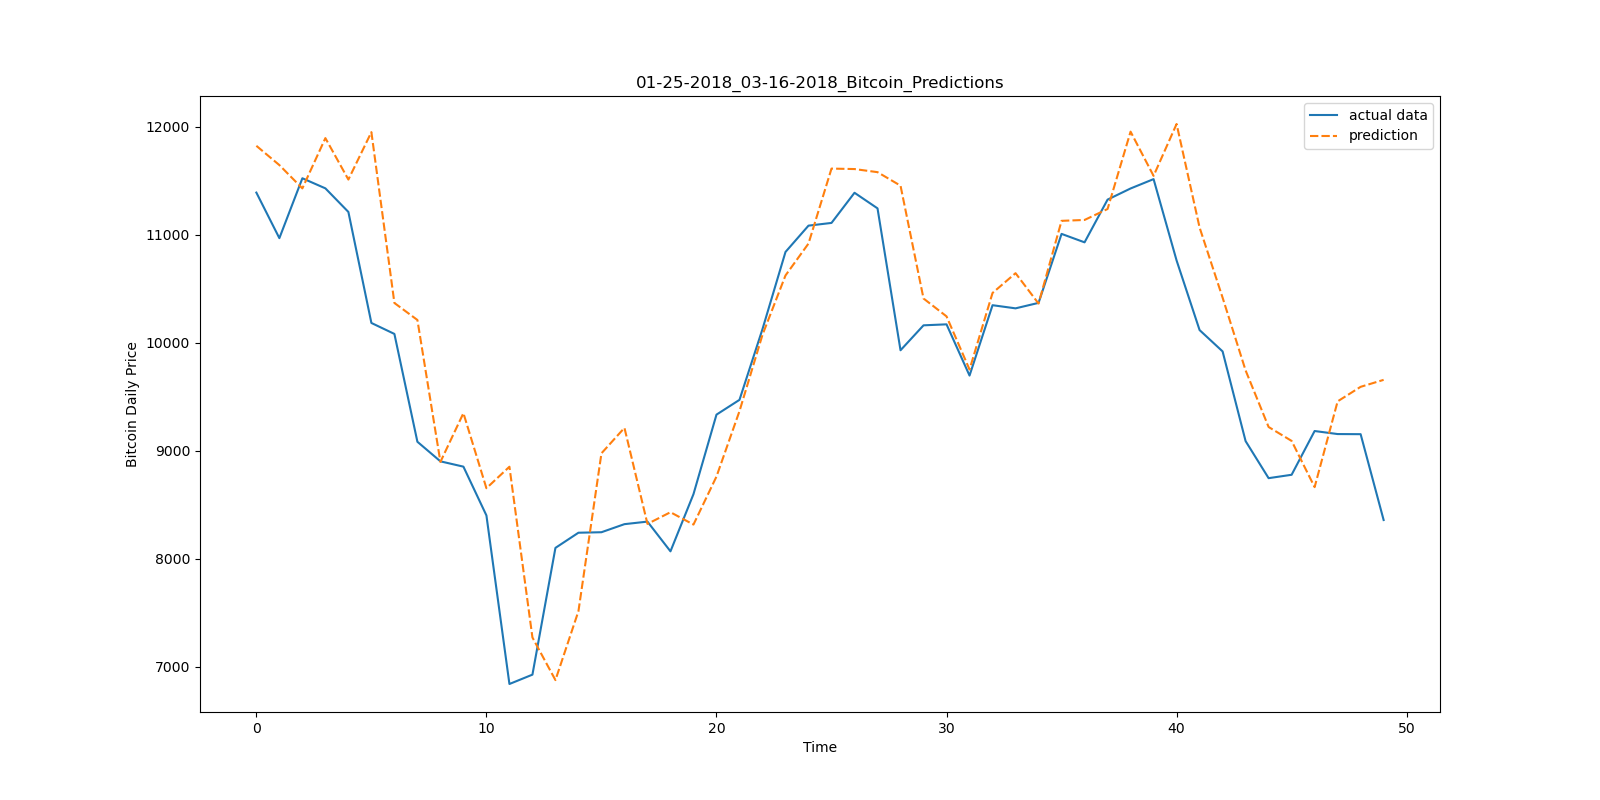 01-25-2018_03-16-2018_Bitcoin_Predictions
actual data
prediction
12000
11000
10000
9000
8000
7000
Bitcoin Daily Price
0 10 20 30 40 50
Time